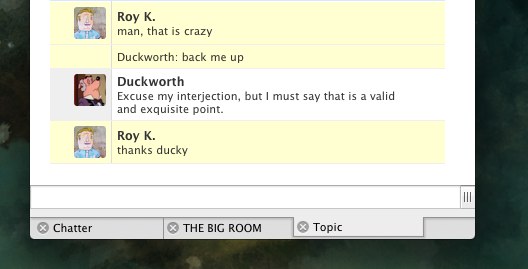 Roy K.
man, that is crazy
Duckworth: back me up
Duckworth
Excuse my interjection, but I must say that is a valid
and exquisite point.
Roy K.
thanks ducky
Chatter
THE BIG ROOM
Topic